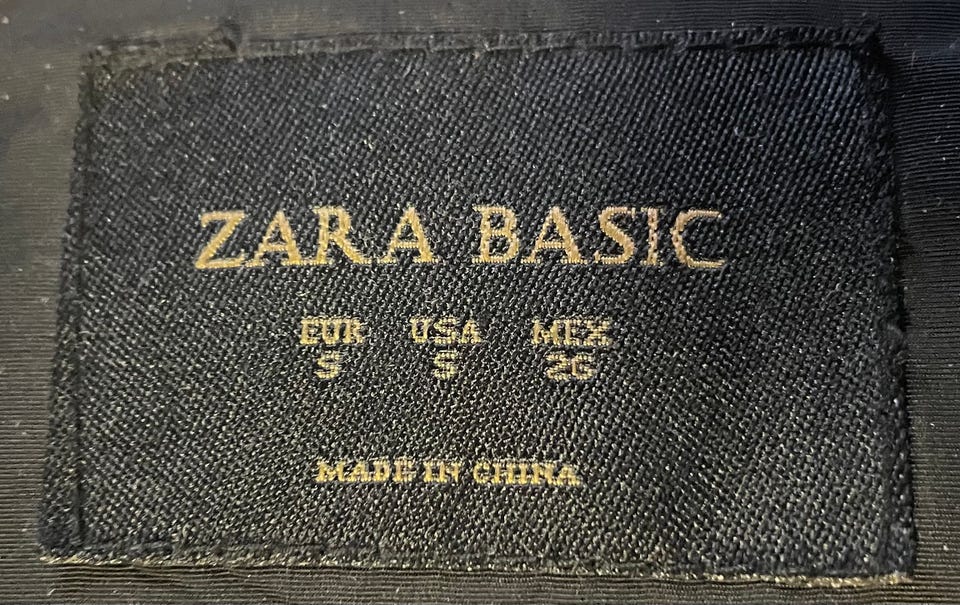 ZARA BASIC
EUR USA MEX
S S 26
MADE IN CHINA